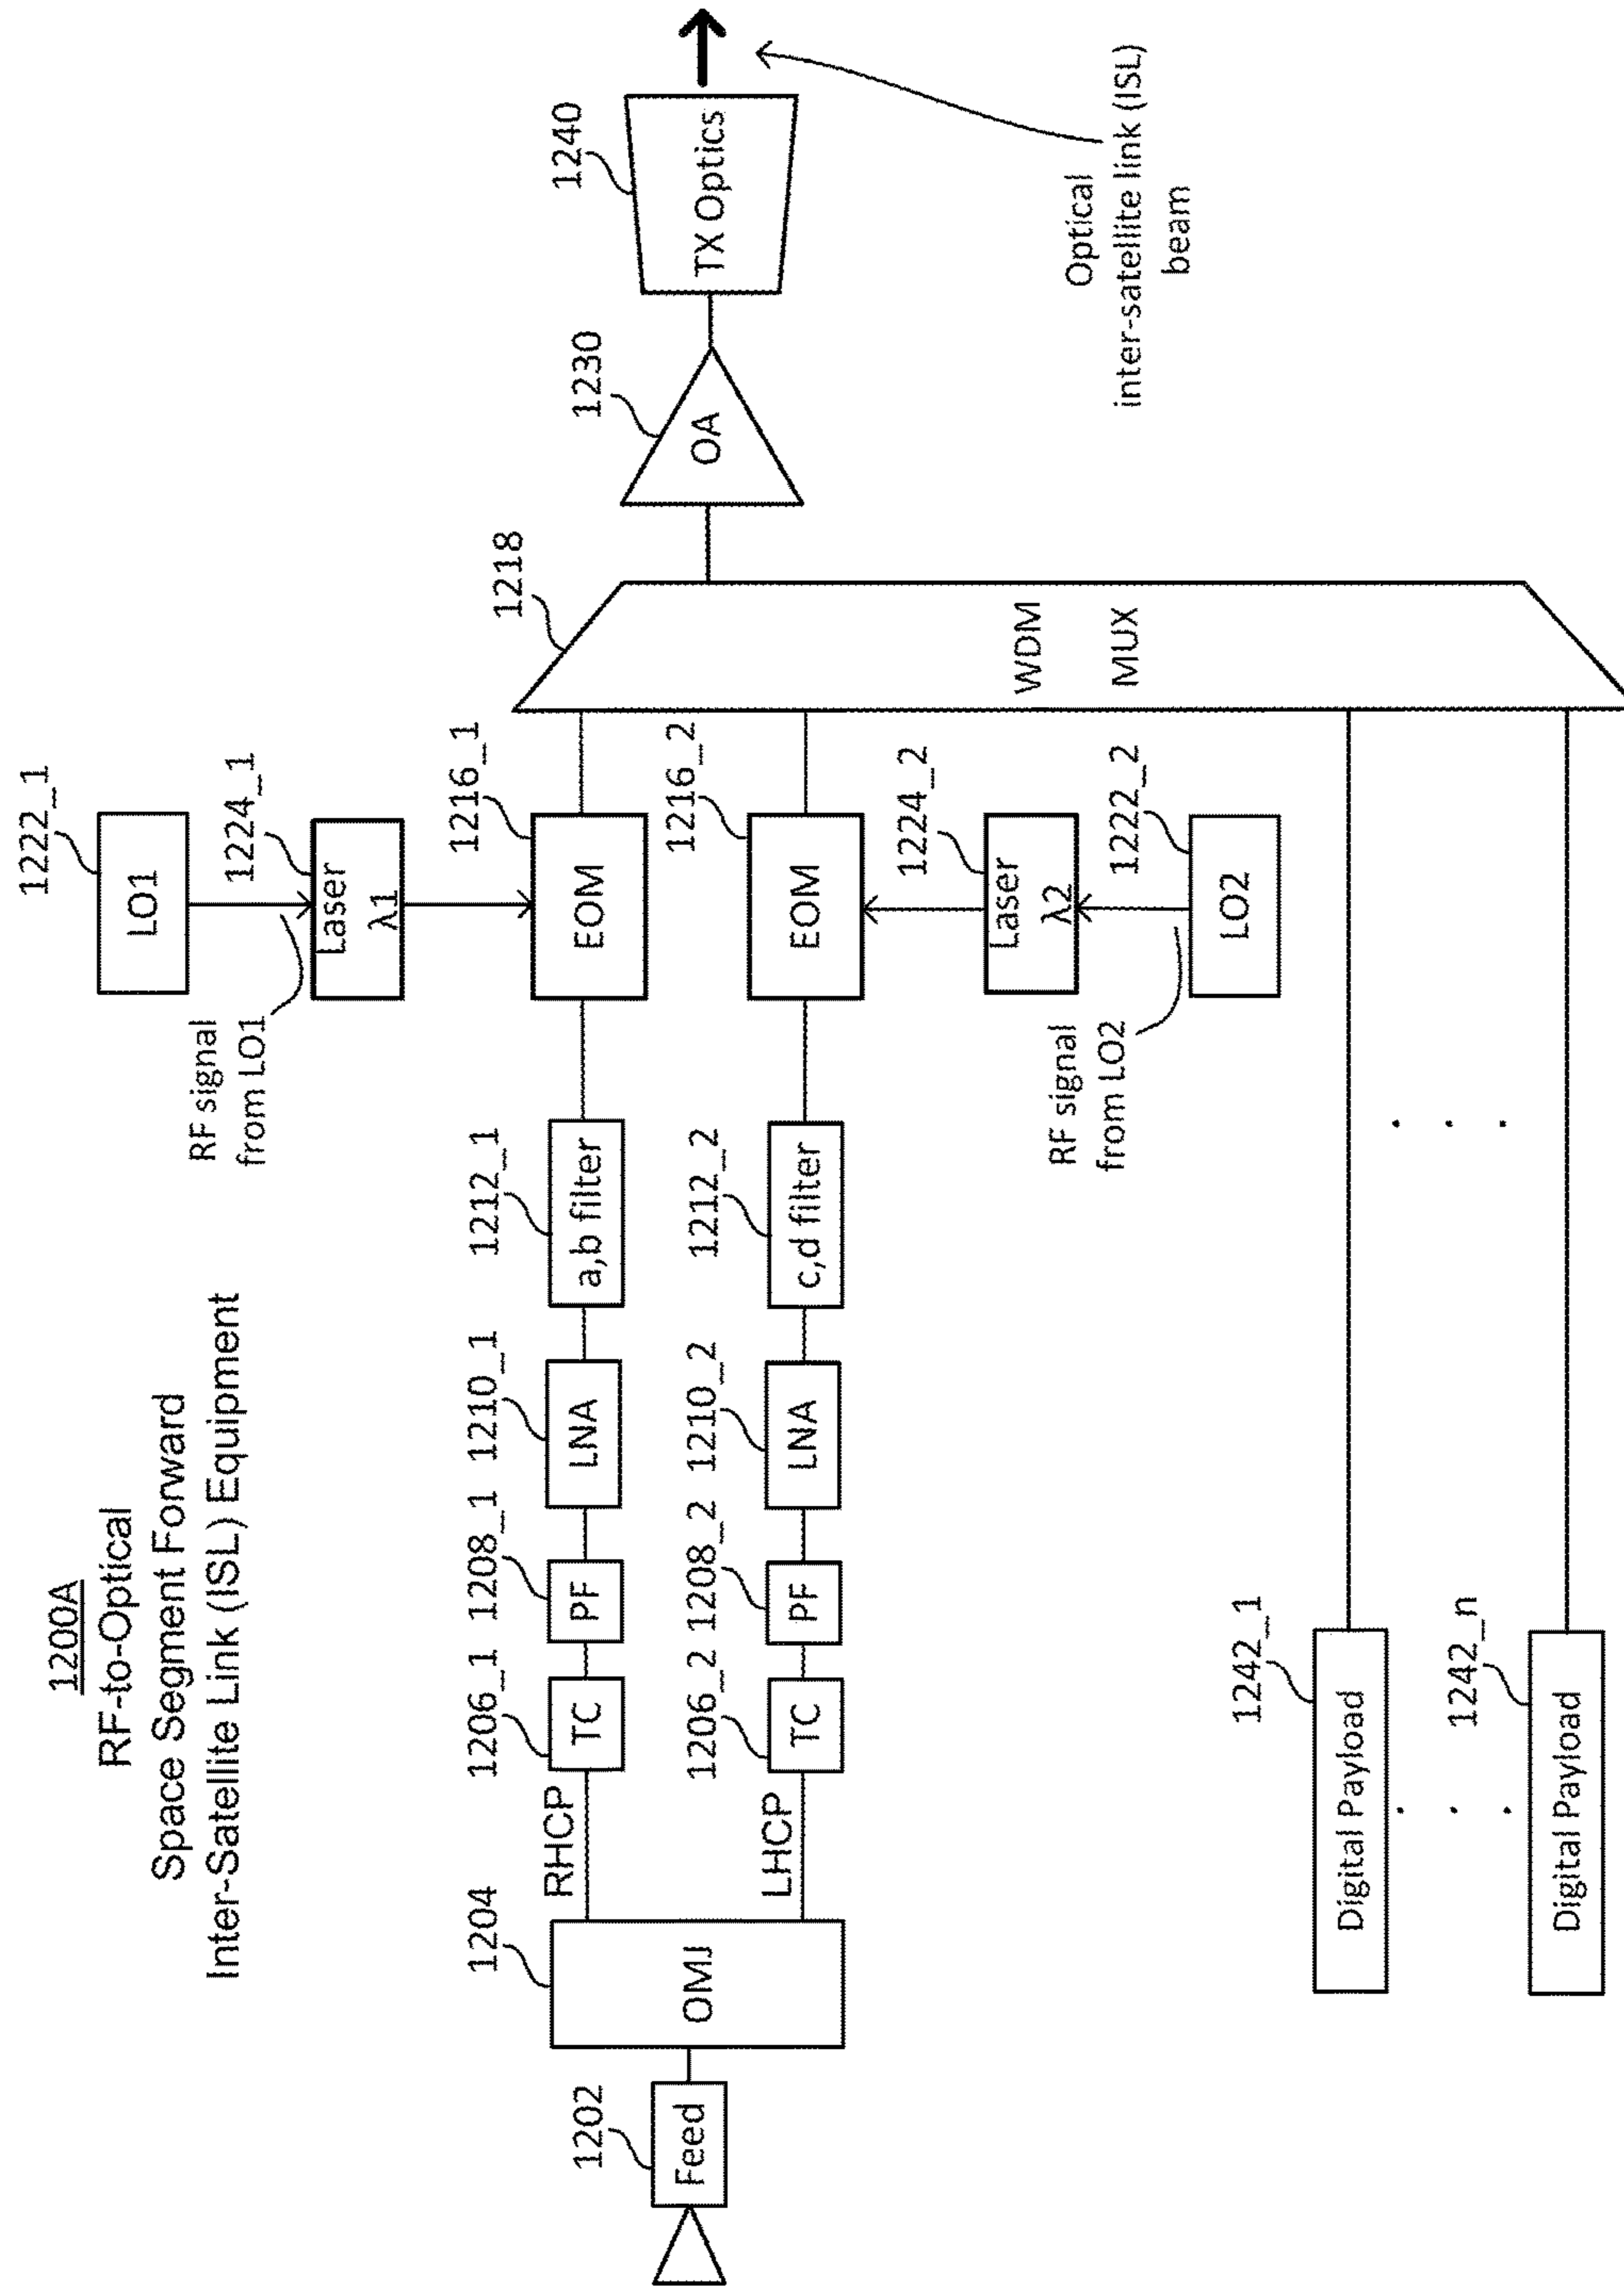 1200A
RF-to-Optical
Space Segment Forward
Inter-Satellite Link (ISL) Equipment
1202
Feed
1204
OMJ
RHCP
LHCP
1206_1
TC
1208_1
PF
1210_1
LNA
1212_1
a,b filter
1206_2
TC
1208_2
PF
1210_2
LNA
1212_2
c,d filter
1222_1
LO1
RF signal
from LO1
1224_1
Laser
λ1
1216_1
EOM
1216_2
EOM
1224_2
Laser
λ2
RF signal
from LO2
1222_2
LO2
1218
WDM
MUX
1230
OA
1240
TX Optics
Optical
inter-satellite link (ISL)
beam
1242_1
Digital Payload
1242_n
Digital Payload